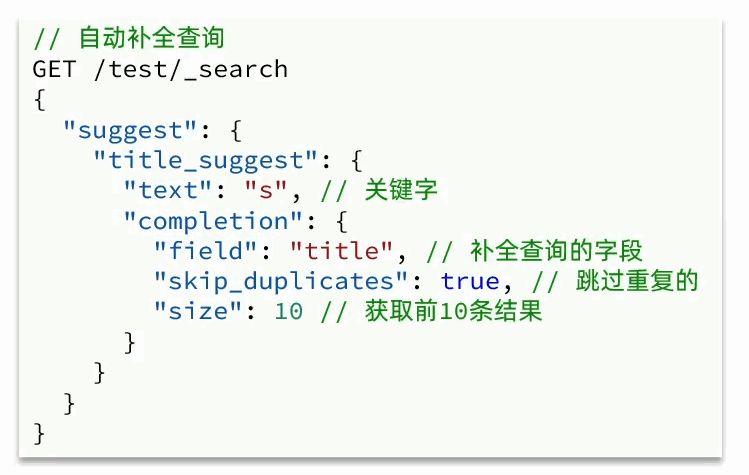 // 自动补全查询
GET /test/_search
{
  "suggest": {
    "title_suggest": {
      "text": "s", // 关键字
      "completion": {
        "field": "title", // 补全查询的字段
        "skip_duplicates": true, // 跳过重复的
        "size": 10 // 获取前10条结果
      }
    }
  }
}